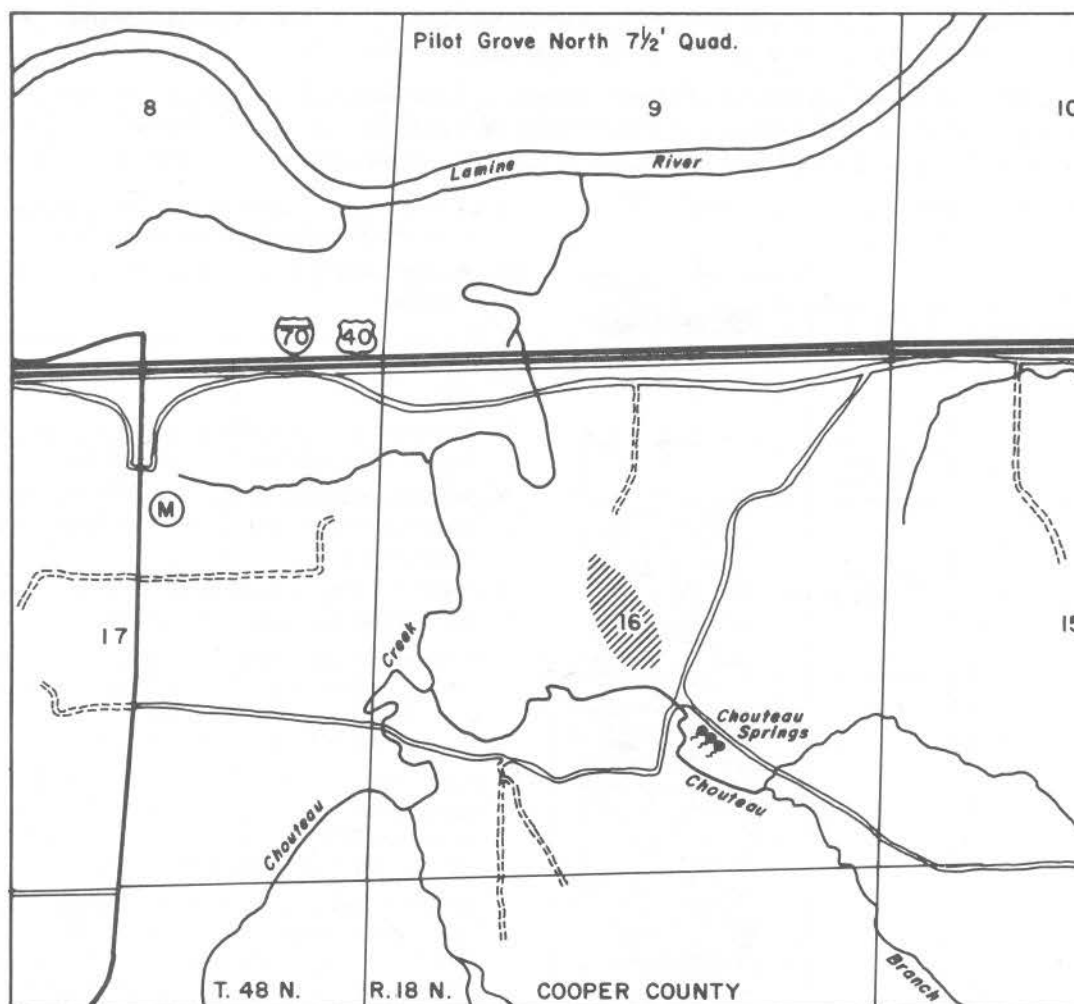 Pilot Grove North 7½' Quad.
8
9
10
Lamine River
70
40
M
17
Creek
16
15
Chouteau
Springs
Chouteau
Chouteau
Branch
T. 48 N.
R. 18 N.
COOPER COUNTY